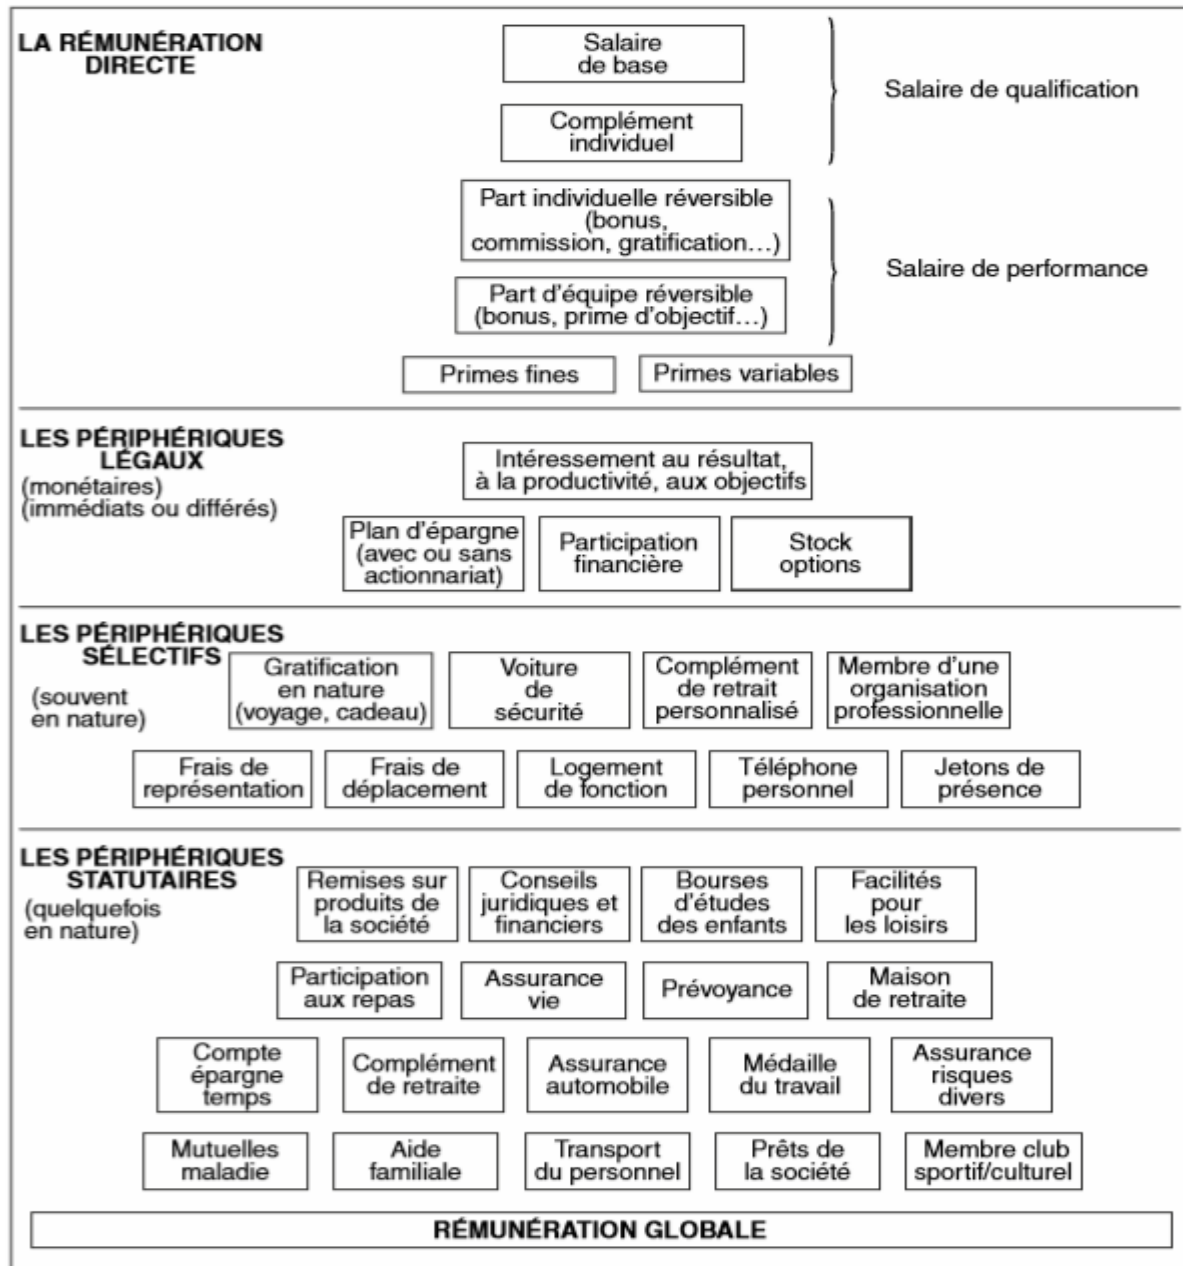 LA RÉMUNÉRATION
DIRECTE
Salaire
de base
Complément
individuel
Salaire de qualification
Part individuelle réversible
(bonus,
commission, gratification…)
Part d'équipe réversible
(bonus, prime d'objectif…)
Salaire de performance
Primes fines
Primes variables
LES PÉRIPHÉRIQUES
LÉGAUX
(monétaires)
(immédiats ou différés)
Intéressement au résultat,
à la productivité, aux objectifs
Plan d'épargne
(avec ou sans
actionnariat)
Participation
financière
Stock
options
LES PÉRIPHÉRIQUES
SÉLECTIFS
(souvent
en nature)
Gratification
en nature
(voyage, cadeau)
Voiture
de
sécurité
Complément
de retrait
personnalisé
Membre d'une
organisation
professionnelle
Frais de
représentation
Frais de
déplacement
Logement
de fonction
Téléphone
personnel
Jetons de
présence
LES PÉRIPHÉRIQUES
STATUTAIRES
(quelquefois
en nature)
Remises sur
produits de
la société
Conseils
juridiques et
financiers
Bourses
d'études
des enfants
Facilités
pour
les loisirs
Participation
aux repas
Assurance
vie
Prévoyance
Maison
de retraite
Compte
épargne
temps
Complément
de retraite
Assurance
automobile
Médaille
du travail
Assurance
risques
divers
Mutuelles
maladie
Aide
familiale
Transport
du personnel
Prêts de
la société
Membre club
sportif/culturel
RÉMUNÉRATION GLOBALE